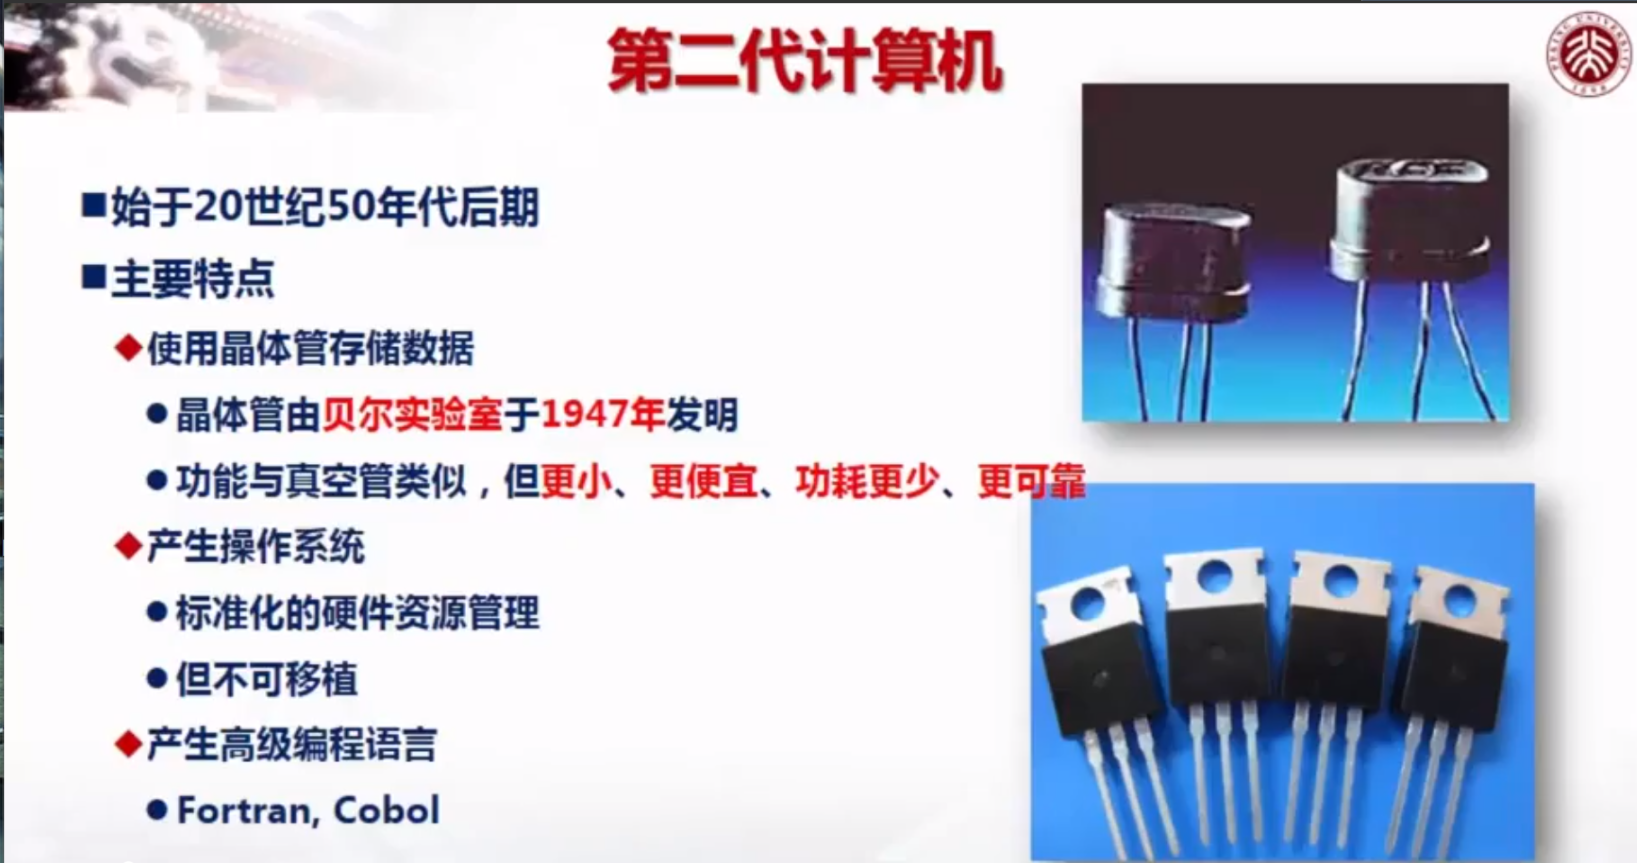 第二代计算机
始于20世纪50年代后期
主要特点
使用晶体管存储数据
晶体管由贝尔实验室于1947年发明
功能与真空管类似，但更小、更便宜、功耗更少、更可靠
产生操作系统
标准化的硬件资源管理
但不可移植
产生高级编程语言
Fortran, Cobol
PEKING UNIVERSITY
1898